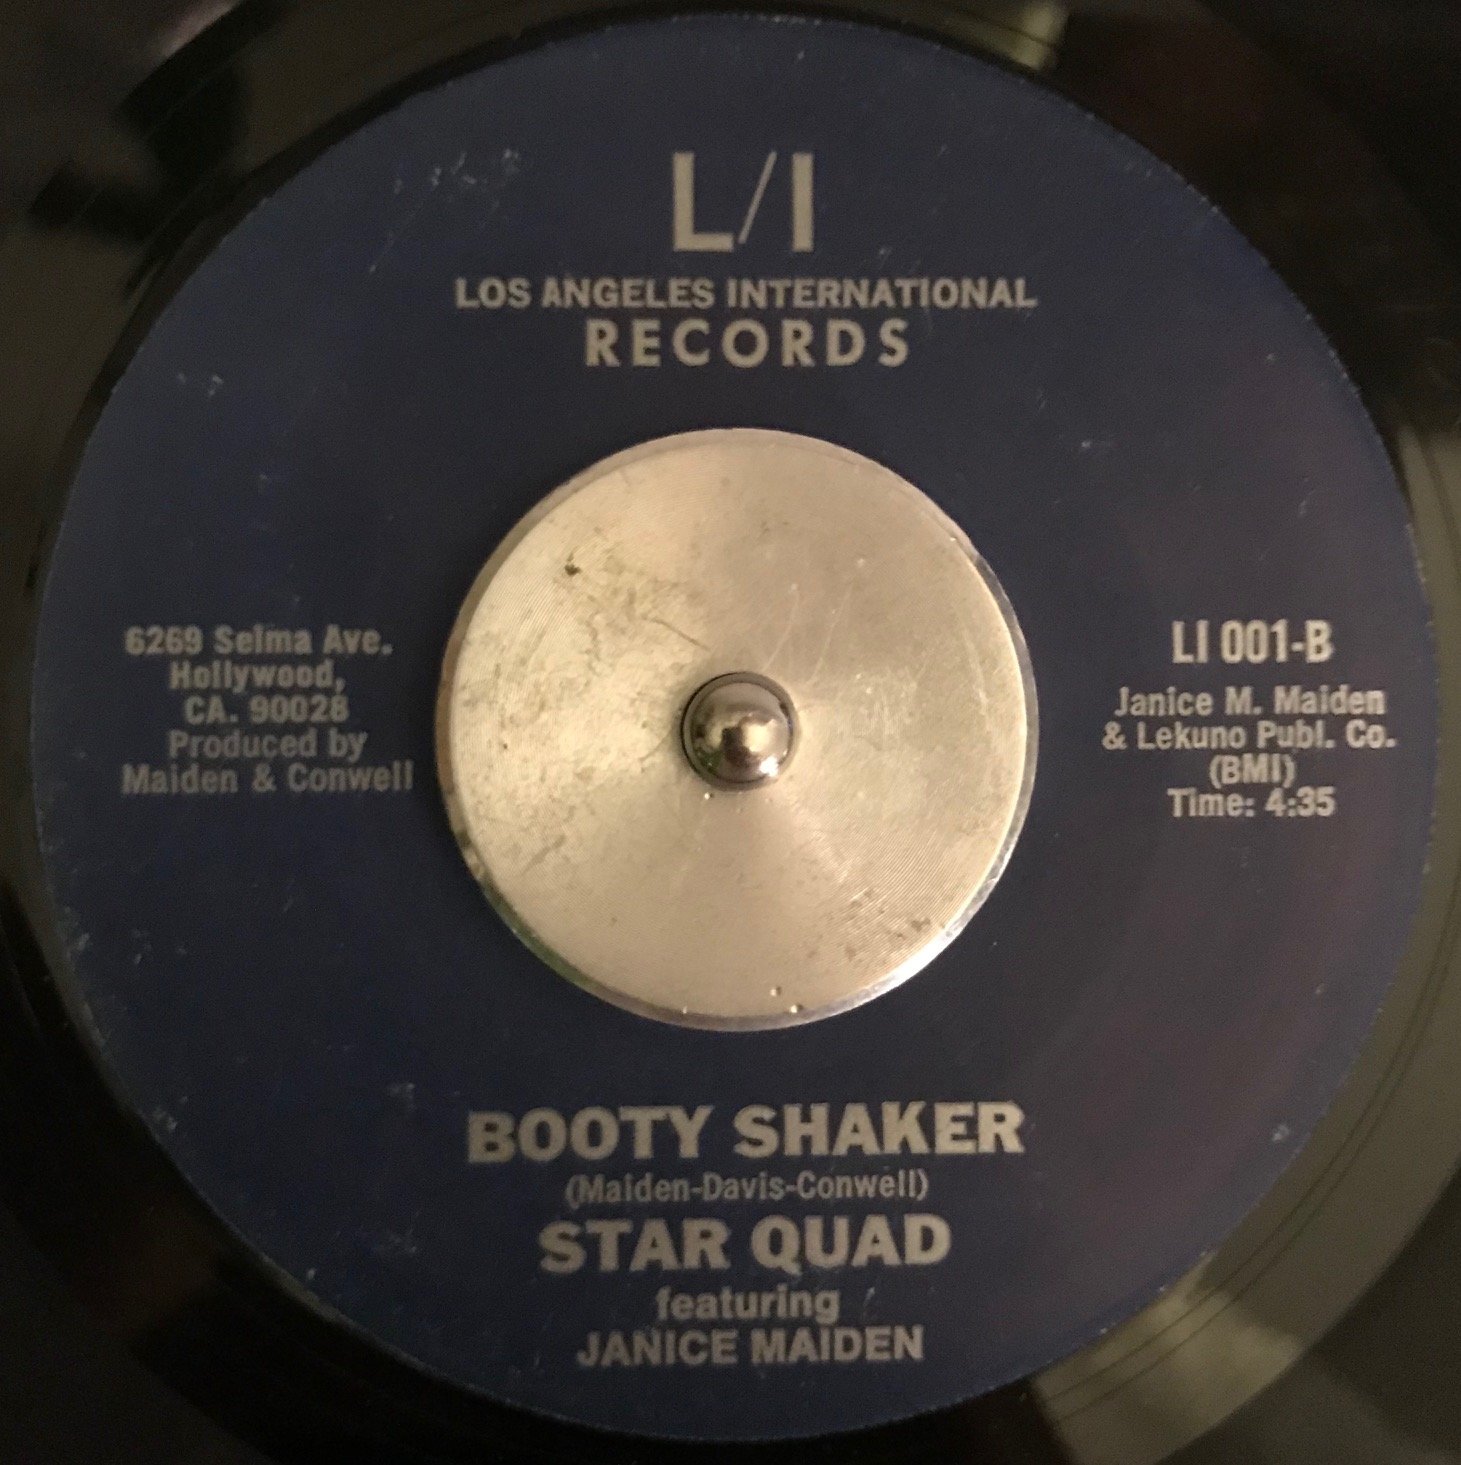 L/I
LOS ANGELES INTERNATIONAL
RECORDS
6269 Selma Ave.
Hollywood,
CA. 90028
Produced by
Maiden & Conwell
LI 001-B
Janice M. Maiden
& Lekuno Publ. Co.
(BMI)
Time: 4:35
BOOTY SHAKER
(Maiden-Davis-Conwell)
STAR QUAD
featuring
JANICE MAIDEN